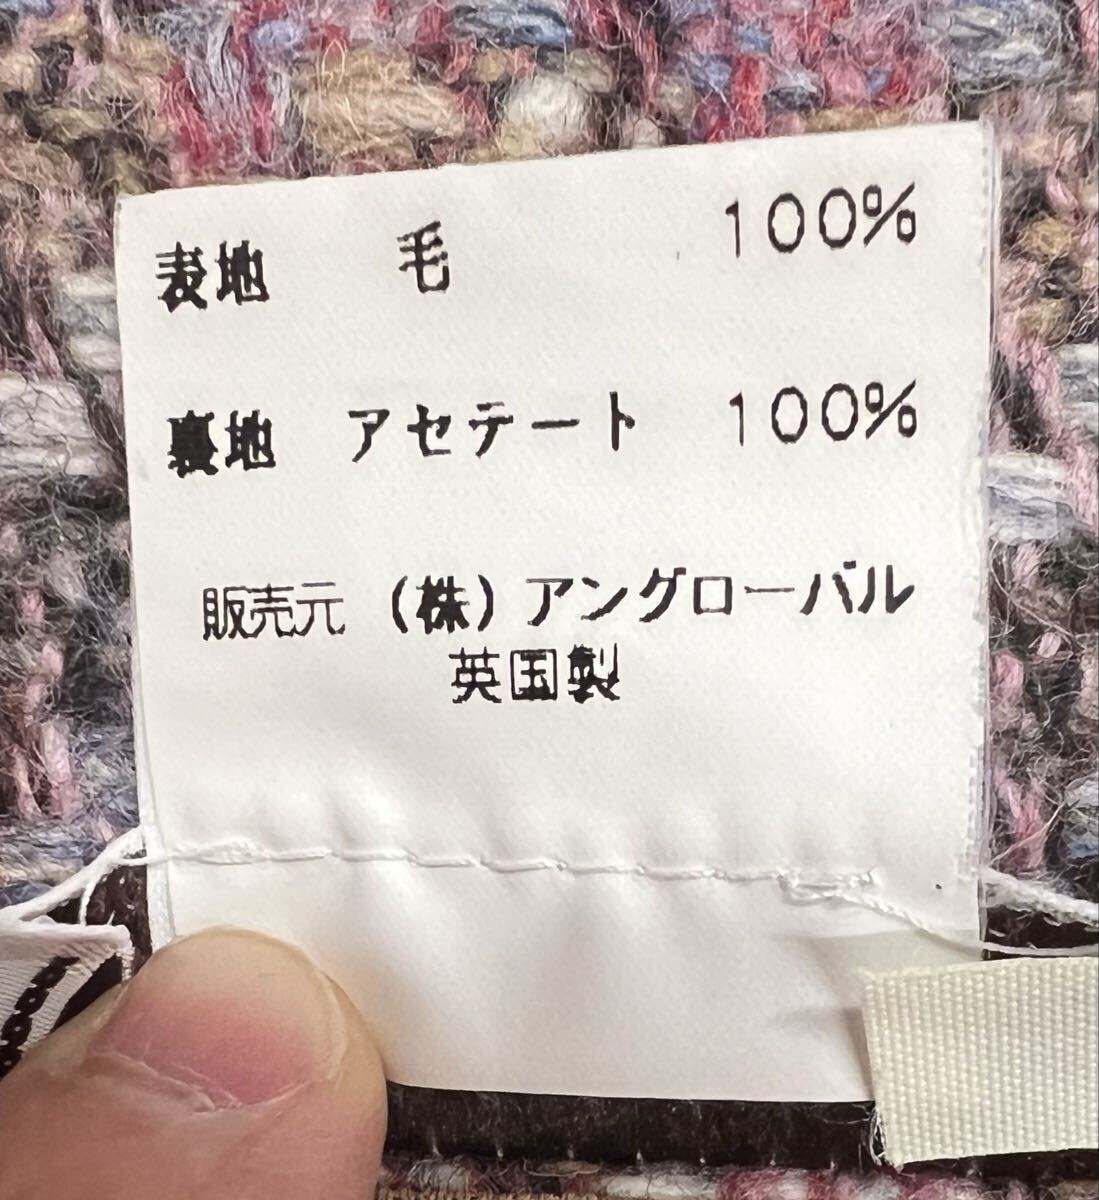 表地 毛 100%
裏地 アセテート 100%
販売元 (株)アングローバル
英国製